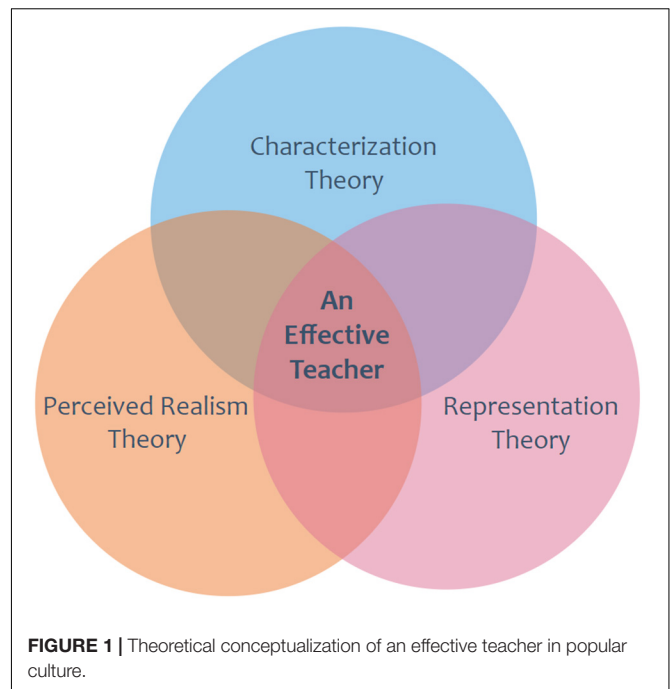 Characterization
Theory
An
Effective
Teacher
Perceived Realism
Theory
Representation
Theory
FIGURE 1 | Theoretical conceptualization of an effective teacher in popular
culture.